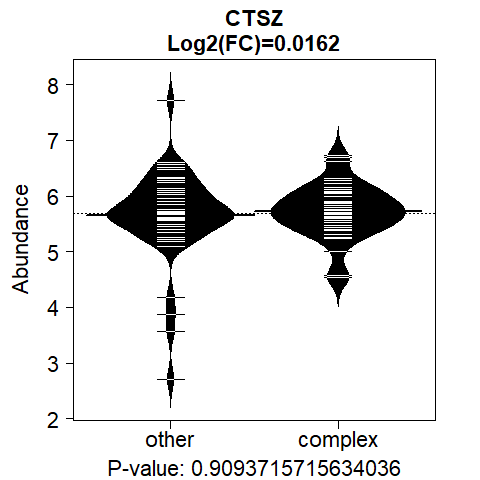 CTSZ
Log2(FC)=0.0162
8
7
6
5
4
3
2
Abundance
other
complex
P-value: 0.9093715715634036